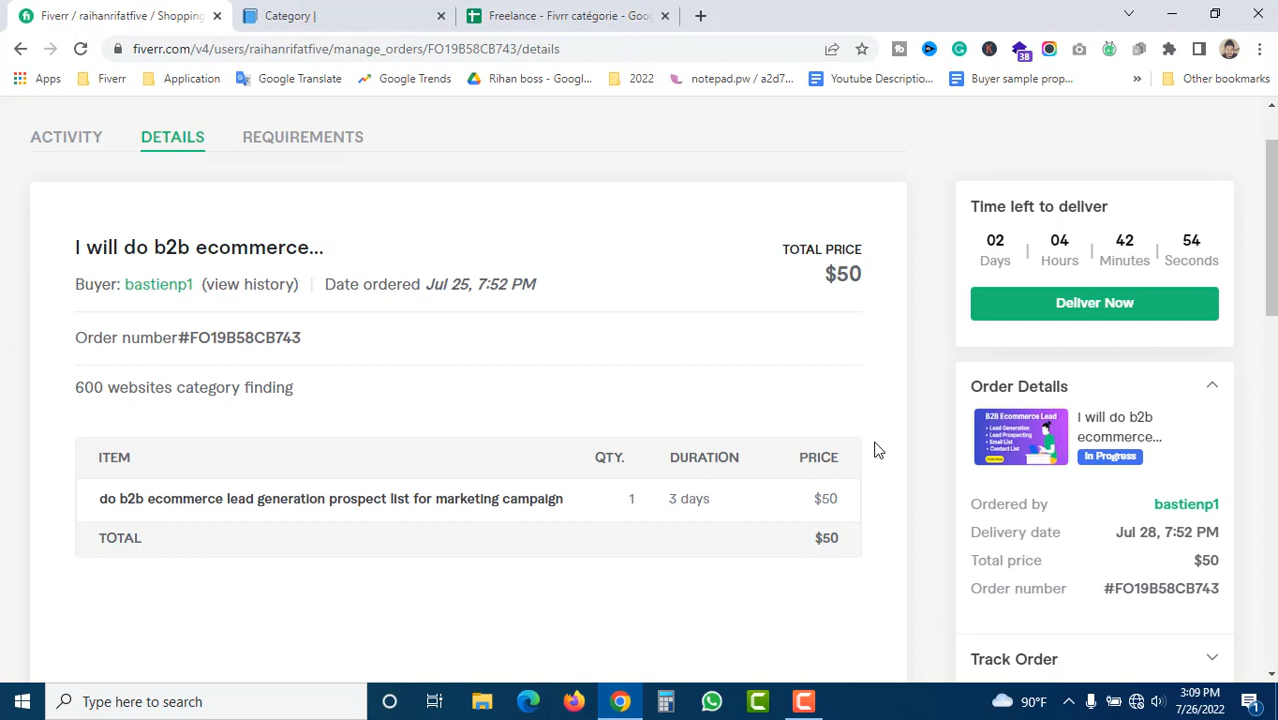 Fiverr / raihanrifatfive / Shopping
Category |
Freelance - Fivrr catégorie - Goo
fiverr.com/v4/users/raihanrifatfive/manage_orders/FO19B58CB743/details
38
Apps
Fiverr
Application
Google Translate
Google Trends
Rihan boss - Googl...
2022
notepad.pw / a2d7...
Youtube Descriptio...
Buyer sample prop...
»
Other bookmarks
ACTIVITY
DETAILS
REQUIREMENTS
I will do b2b ecommerce...
TOTAL PRICE
$50
Buyer: bastienp1 (view history) | Date ordered Jul 25, 7:52 PM
Order number#FO19B58CB743
600 websites category finding
ITEM QTY. DURATION PRICE
do b2b ecommerce lead generation prospect list for marketing campaign 1 3 days $50
TOTAL $50
Time left to deliver
02 04 42 54
Days Hours Minutes Seconds
Deliver Now
Order Details
B2B Ecommerce Lead
• Lead Generation
• Lead Prospecting
• Email List
• Contact List
I will do b2b
ecommerce...
In Progress
Ordered by bastienp1
Delivery date Jul 28, 7:52 PM
Total price $50
Order number #FO19B58CB743
Track Order
Type here to search
90°F
3:09 PM
7/26/2022
1